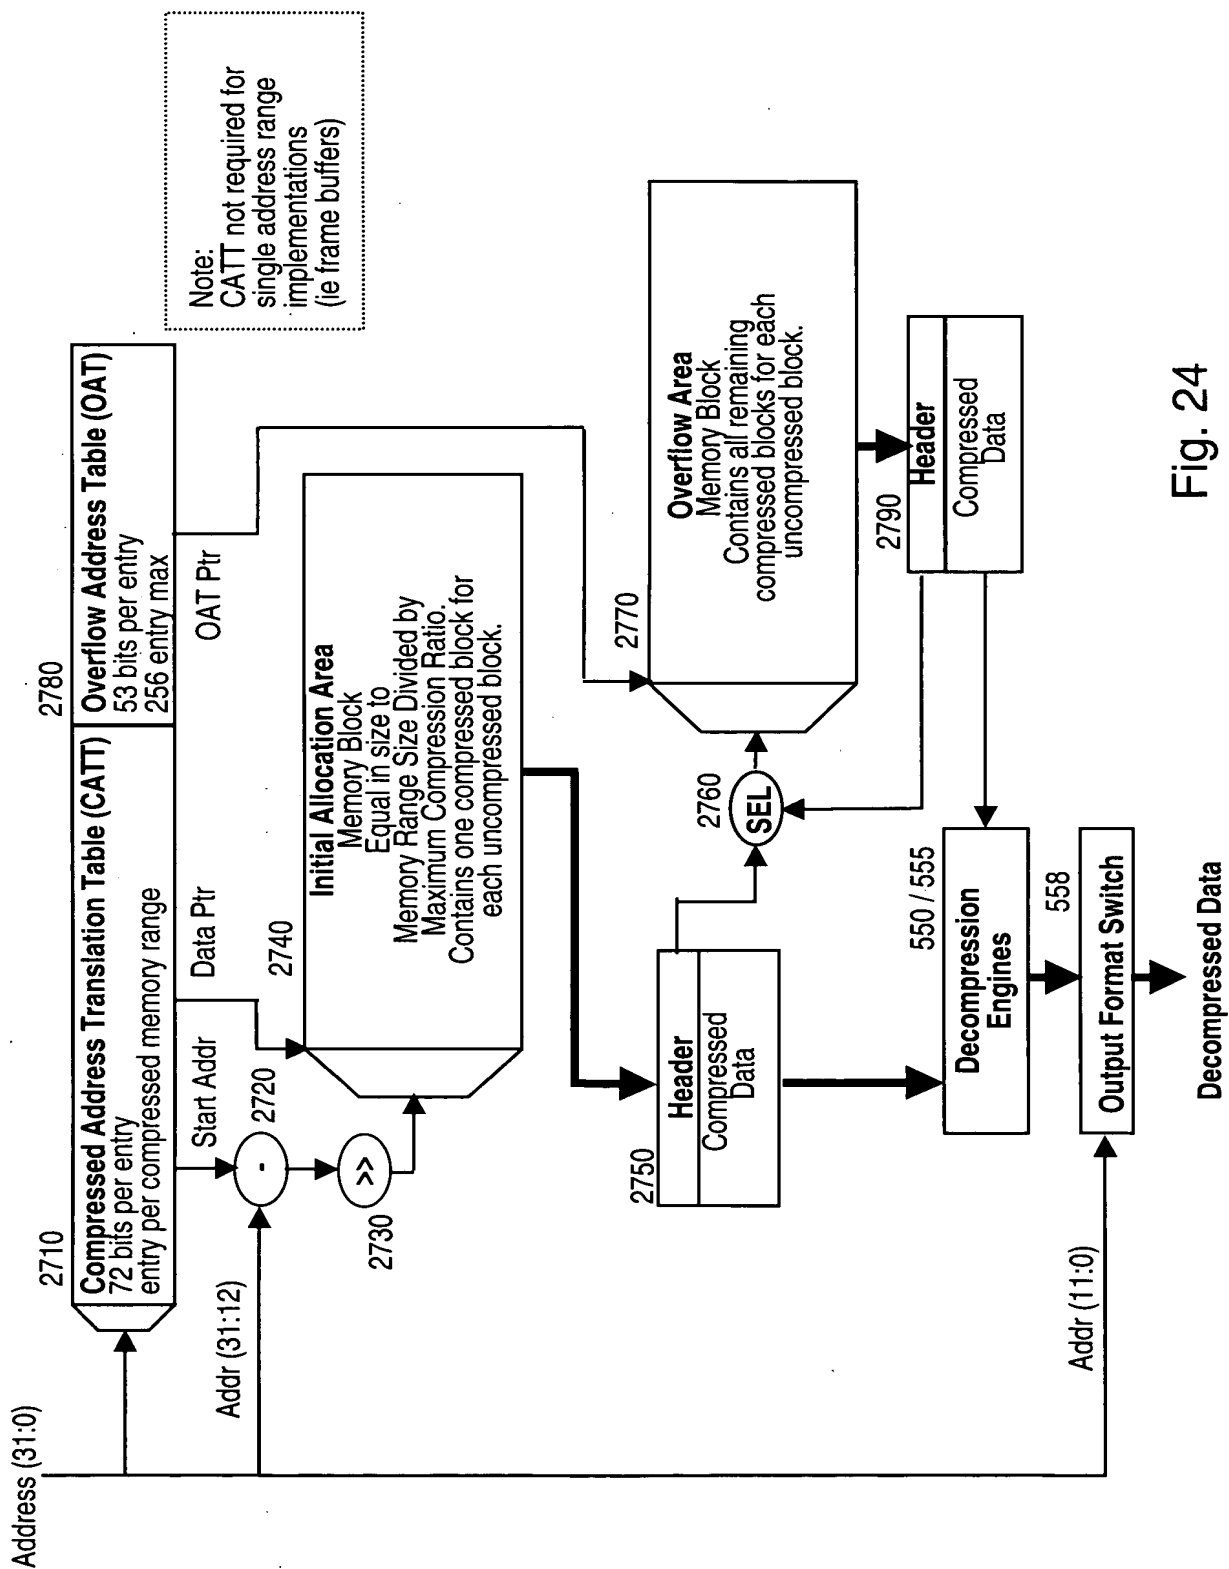 Address (31:0)
2710
Compressed Address Translation Table (CATT)
72 bits per entry
entry per compressed memory range
2780
Overflow Address Table (OAT)
53 bits per entry
256 entry max
Note:
CATT not required for
single address range
implementations
(ie frame buffers)
Addr (31:12)
Start Addr
Data Ptr
OAT Ptr
-
2720
>>
2730
2740
Initial Allocation Area
Memory Block
Equal in size to
Memory Range Size Divided by
Maximum Compression Ratio.
Contains one compressed block for
each uncompressed block.
2770
Overflow Area
Memory Block
Contains all remaining
compressed blocks for each
uncompressed block.
2750
Header
Compressed
Data
2760
SEL
2790
Header
Compressed
Data
550 / 555
Decompression
Engines
Addr (11:0)
558
Output Format Switch
Decompressed Data
Fig. 24